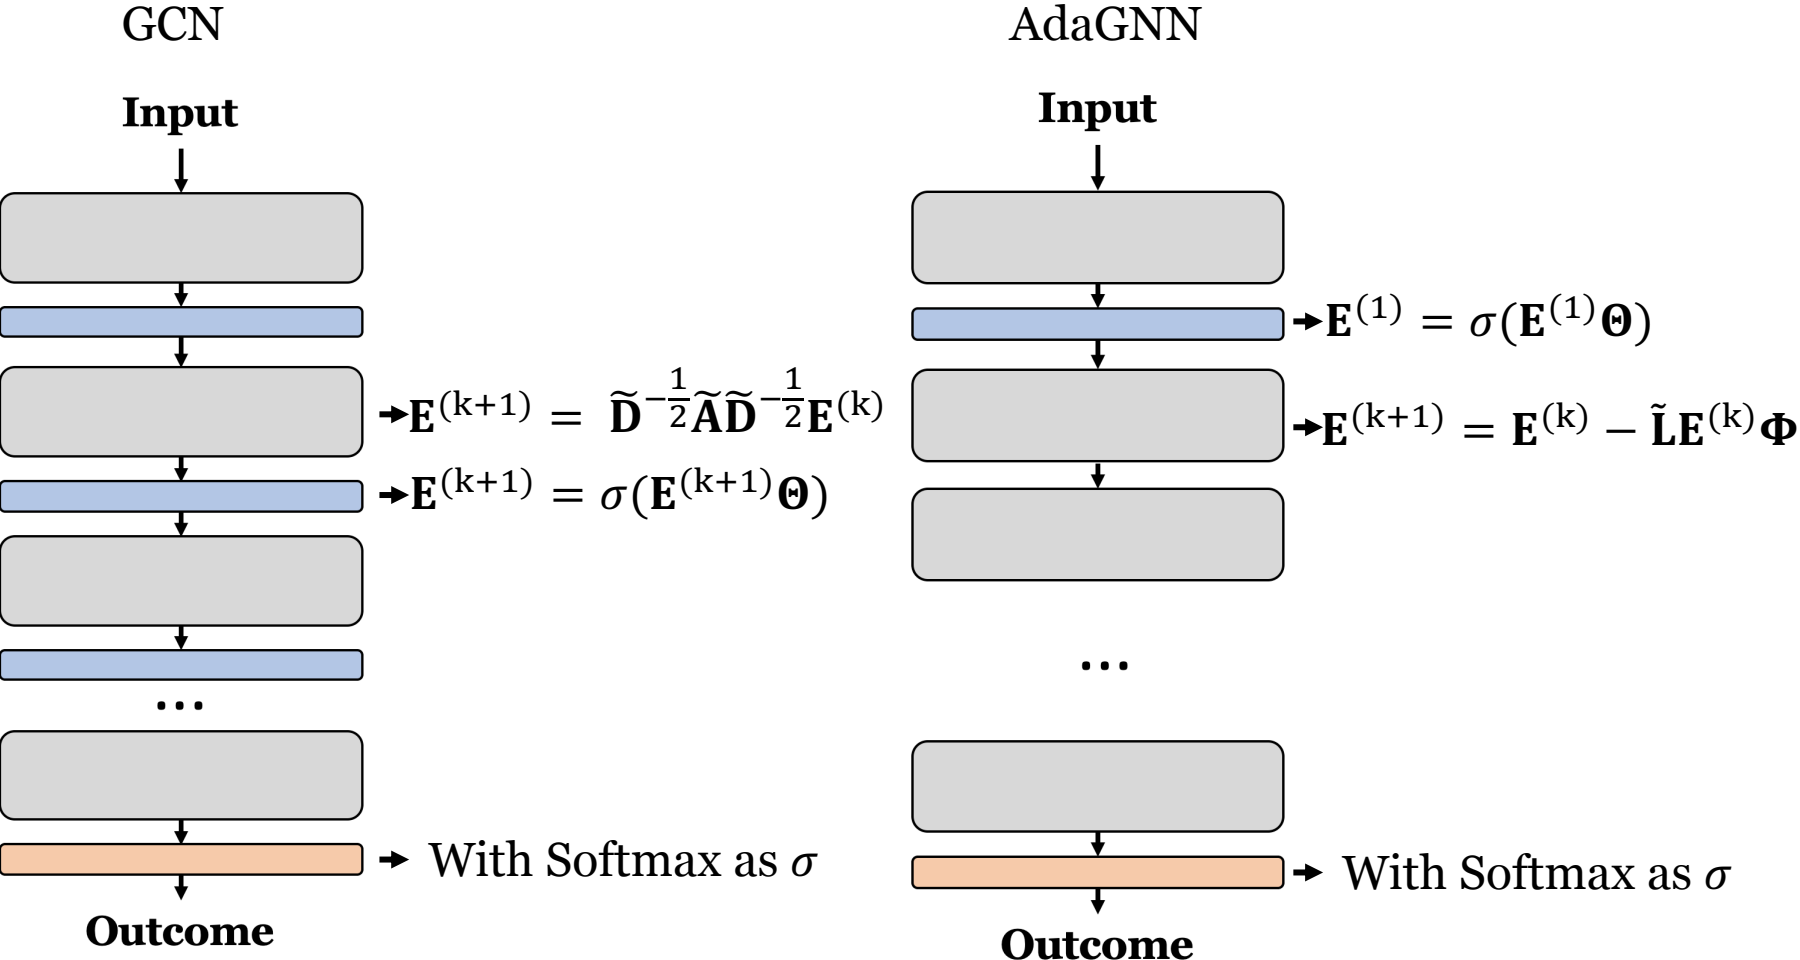 GCN
Input
𝐄^(k+1) = 𝐃̃^−1/2 𝐀̃𝐃̃^−1/2 𝐄^(k)
𝐄^(k+1) = σ(𝐄^(k+1)𝚯)
...
With Softmax as σ
Outcome
AdaGNN
Input
𝐄^(1) = σ(𝐄^(1)𝚯)
𝐄^(k+1) = 𝐄^(k) − 𝐋̃𝐄^(k)𝚽
...
With Softmax as σ
Outcome